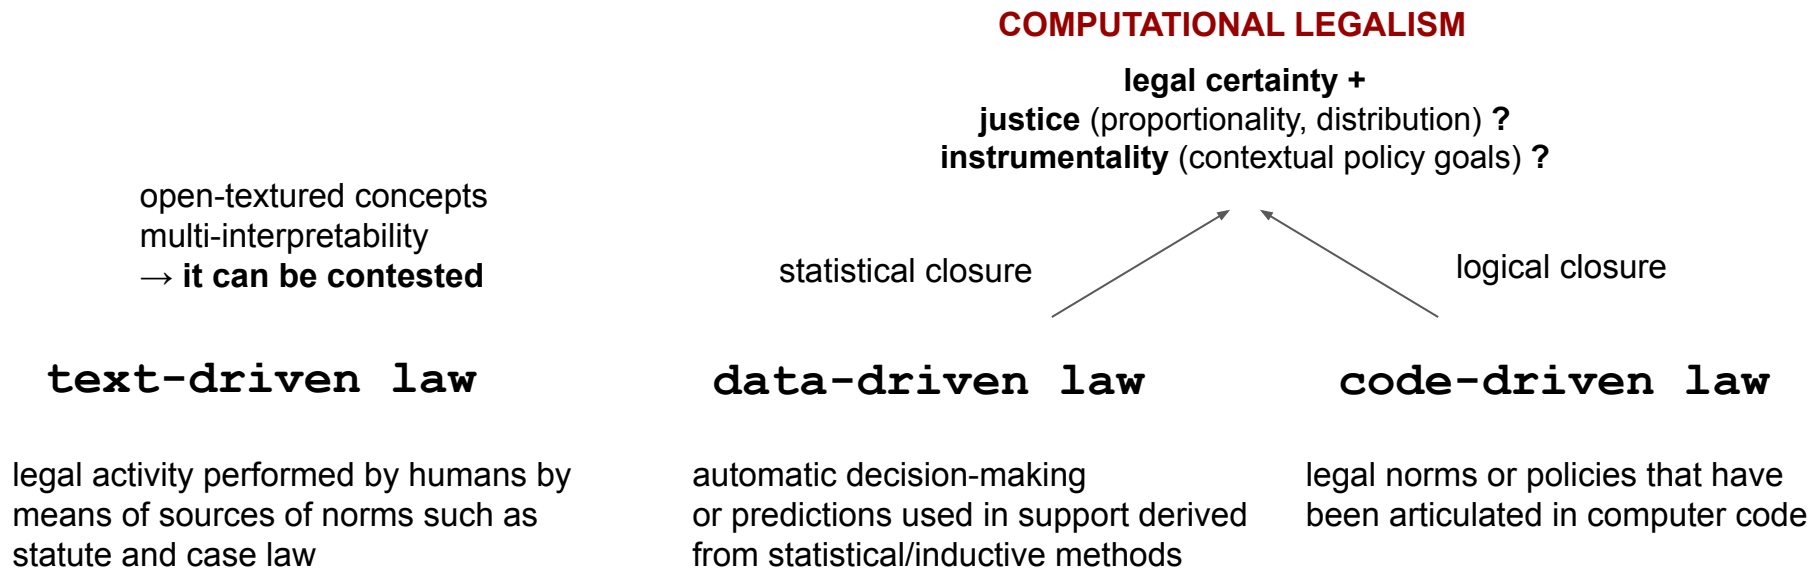 COMPUTATIONAL LEGALISM
legal certainty +
justice (proportionality, distribution) ?
instrumentality (contextual policy goals) ?
open-textured concepts
multi-interpretability
→ it can be contested
statistical closure
logical closure
text-driven law
data-driven law
code-driven law
legal activity performed by humans by
means of sources of norms such as
statute and case law
automatic decision-making
or predictions used in support derived
from statistical/inductive methods
legal norms or policies that have
been articulated in computer code